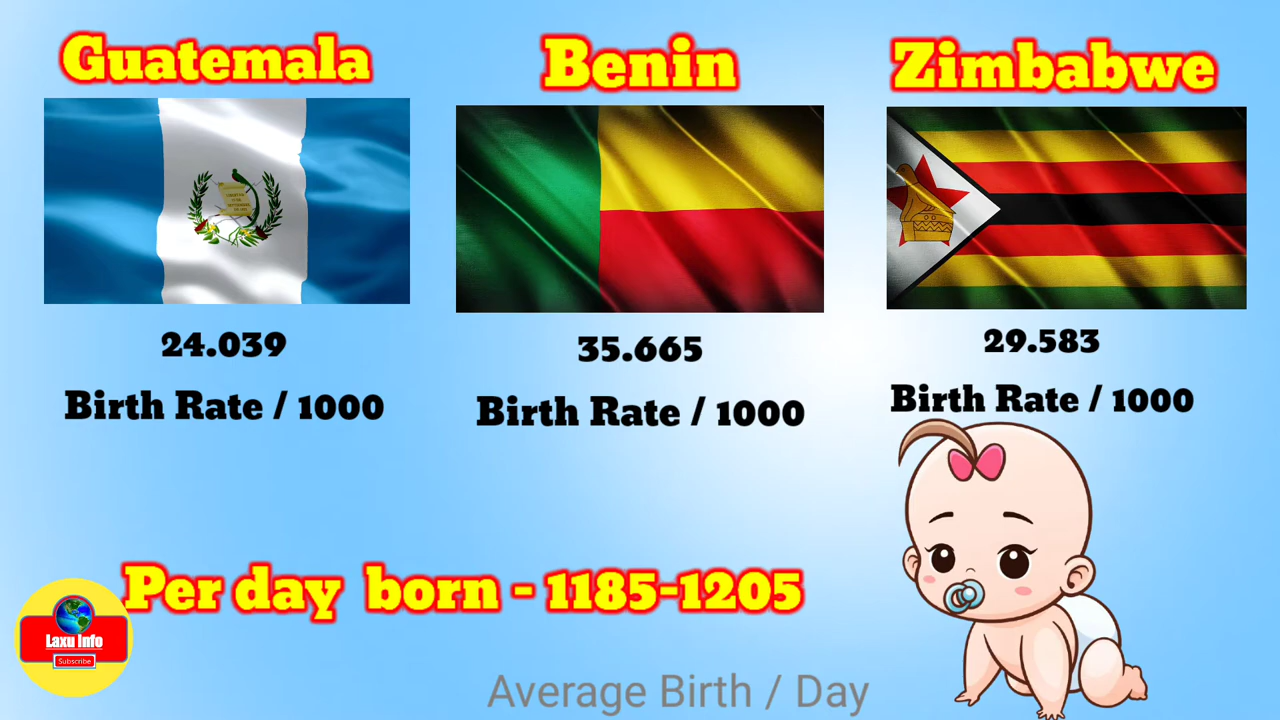 Guatemala
Benin
Zimbabwe
24.039
35.665
29.583
Birth Rate / 1000
Birth Rate / 1000
Birth Rate / 1000
Per day born - 1185-1205
Laxu Info
Subscribe
Average Birth / Day